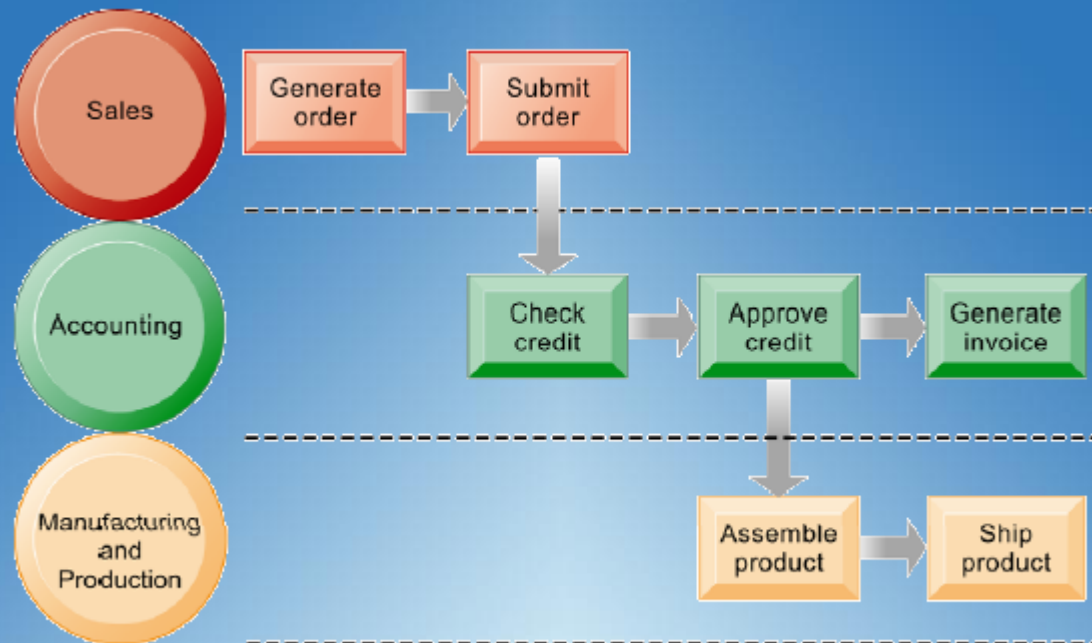 Sales
Generate
order
Submit
order
Accounting
Check
credit
Approve
credit
Generate
invoice
Manufacturing
and
Production
Assemble
product
Ship
product